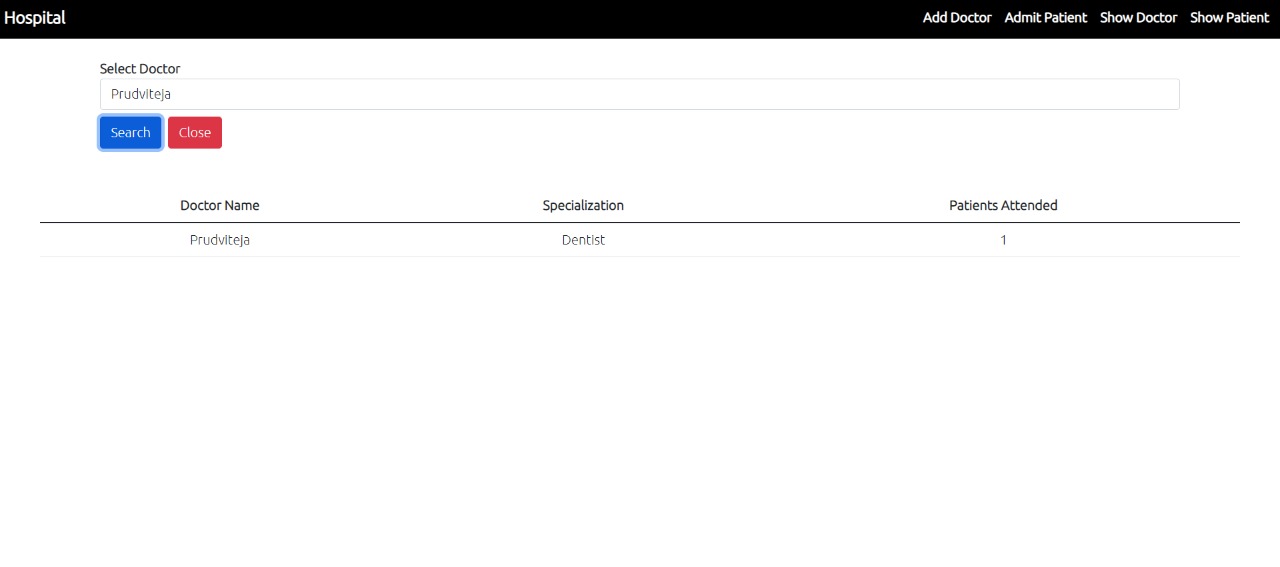 Hospital Add Doctor Admit Patient Show Doctor Show Patient
Select Doctor
Prudviteja
Search Close
Doctor Name Specialization Patients Attended
Prudviteja Dentist 1